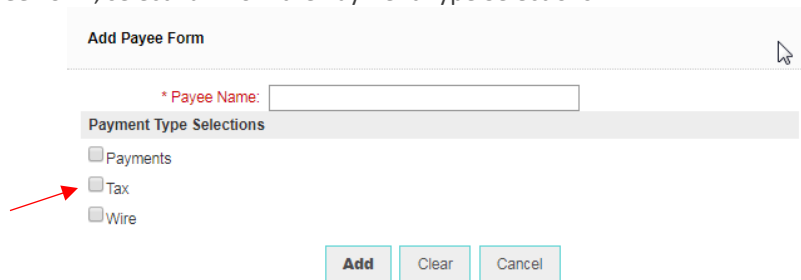 Add Payee Form
* Payee Name:
Payment Type Selections
Payments
Tax
Wire
Add Clear Cancel